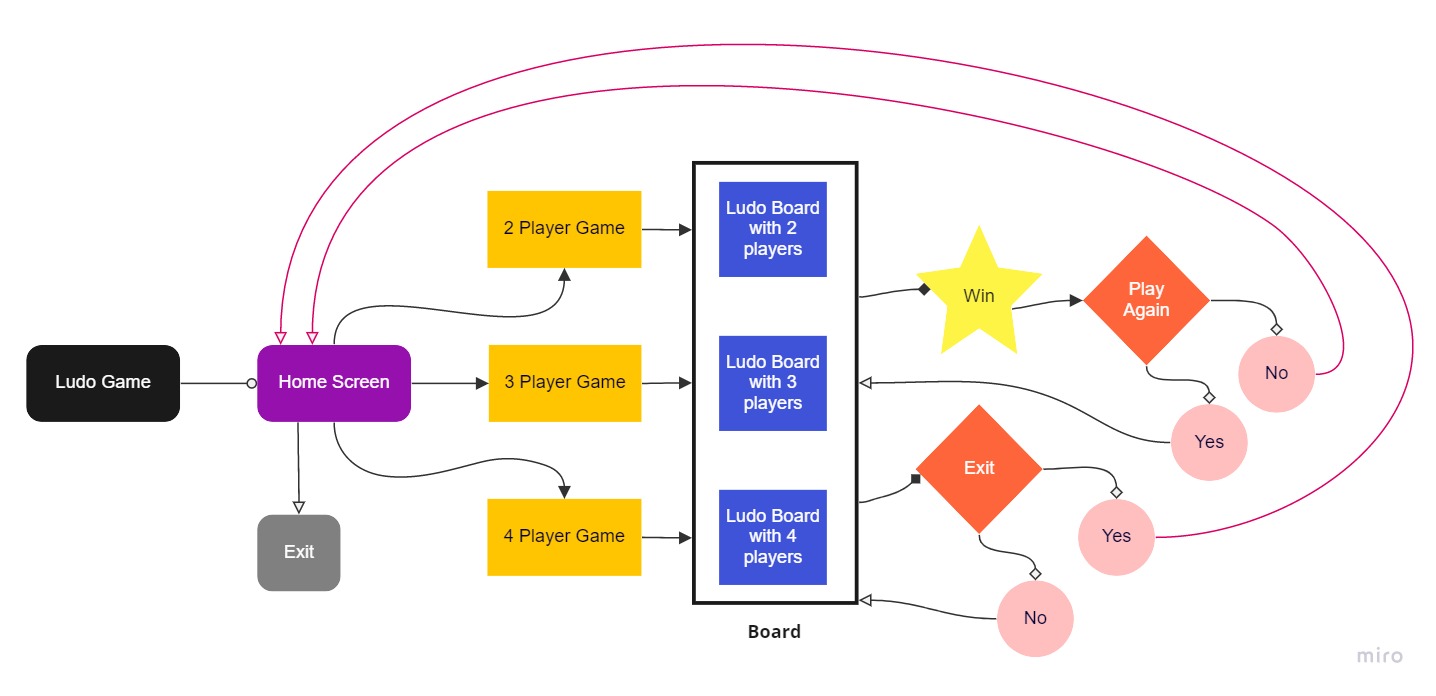 Ludo Game
Home Screen
Exit
2 Player Game
3 Player Game
4 Player Game
Ludo Board
with 2
players
Ludo Board
with 3
players
Ludo Board
with 4
players
Board
Win
Play
Again
No
Yes
Exit
Yes
No
miro